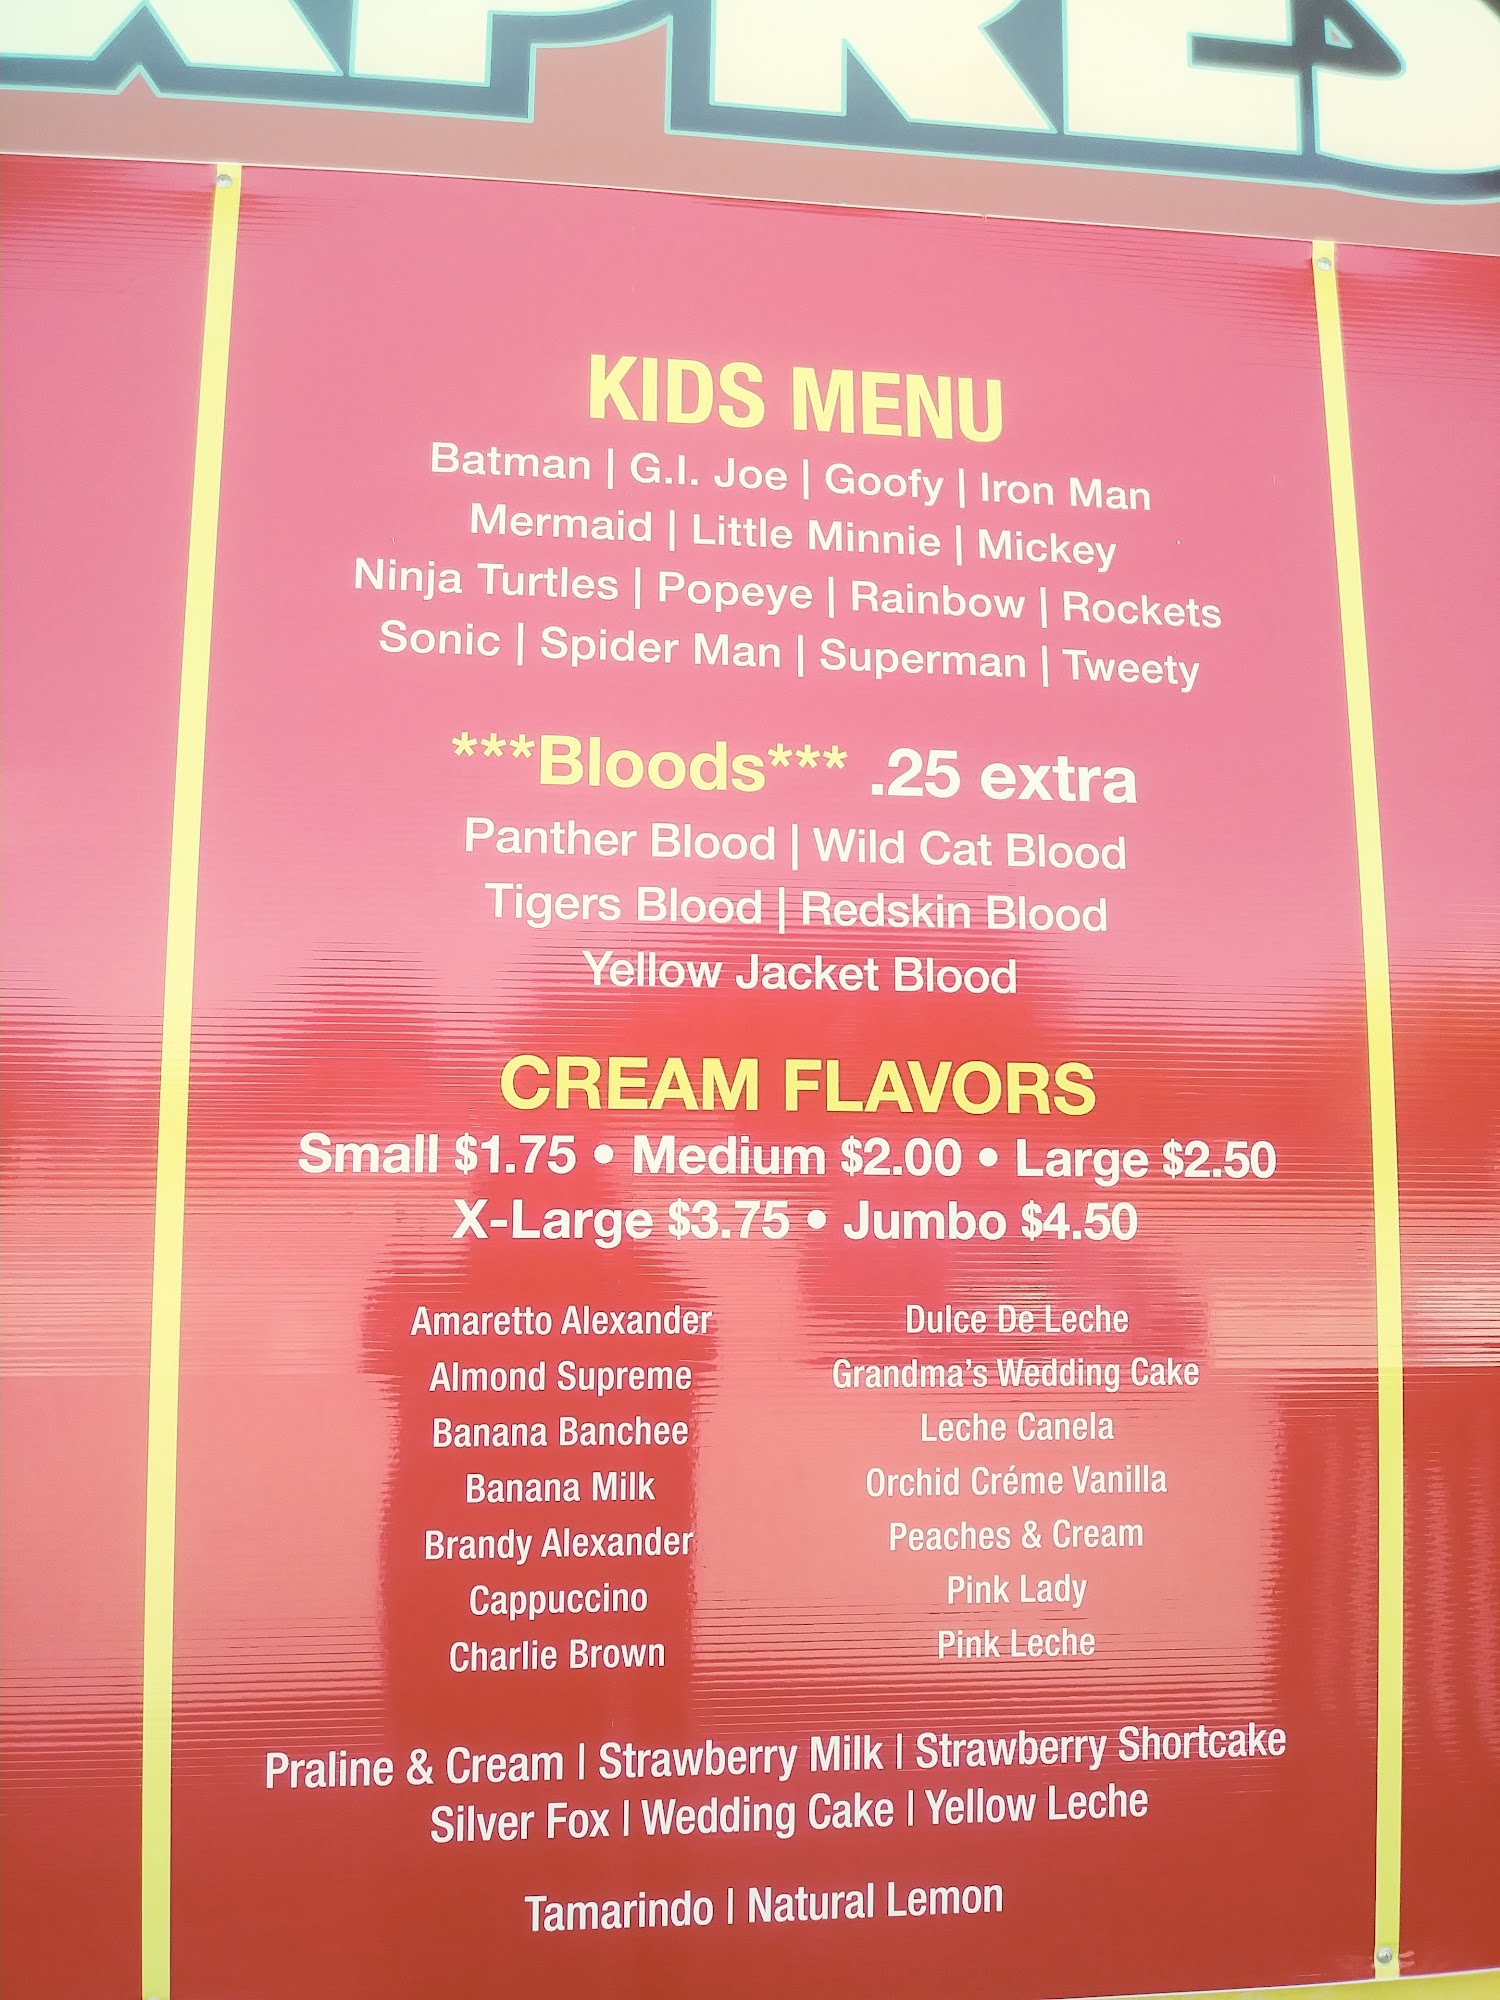 XPRES
KIDS MENU
Batman | G.I. Joe | Goofy | Iron Man
Mermaid | Little Minnie | Mickey
Ninja Turtles | Popeye | Rainbow | Rockets
Sonic | Spider Man | Superman | Tweety
***Bloods*** .25 extra
Panther Blood | Wild Cat Blood
Tigers Blood | Redskin Blood
Yellow Jacket Blood
CREAM FLAVORS
Small $1.75 • Medium $2.00 • Large $2.50
X-Large $3.75 • Jumbo $4.50
Amaretto Alexander
Almond Supreme
Banana Banchee
Banana Milk
Brandy Alexander
Cappuccino
Charlie Brown
Dulce De Leche
Grandma's Wedding Cake
Leche Canela
Orchid Créme Vanilla
Peaches & Cream
Pink Lady
Pink Leche
Praline & Cream | Strawberry Milk | Strawberry Shortcake
Silver Fox | Wedding Cake | Yellow Leche
Tamarindo | Natural Lemon